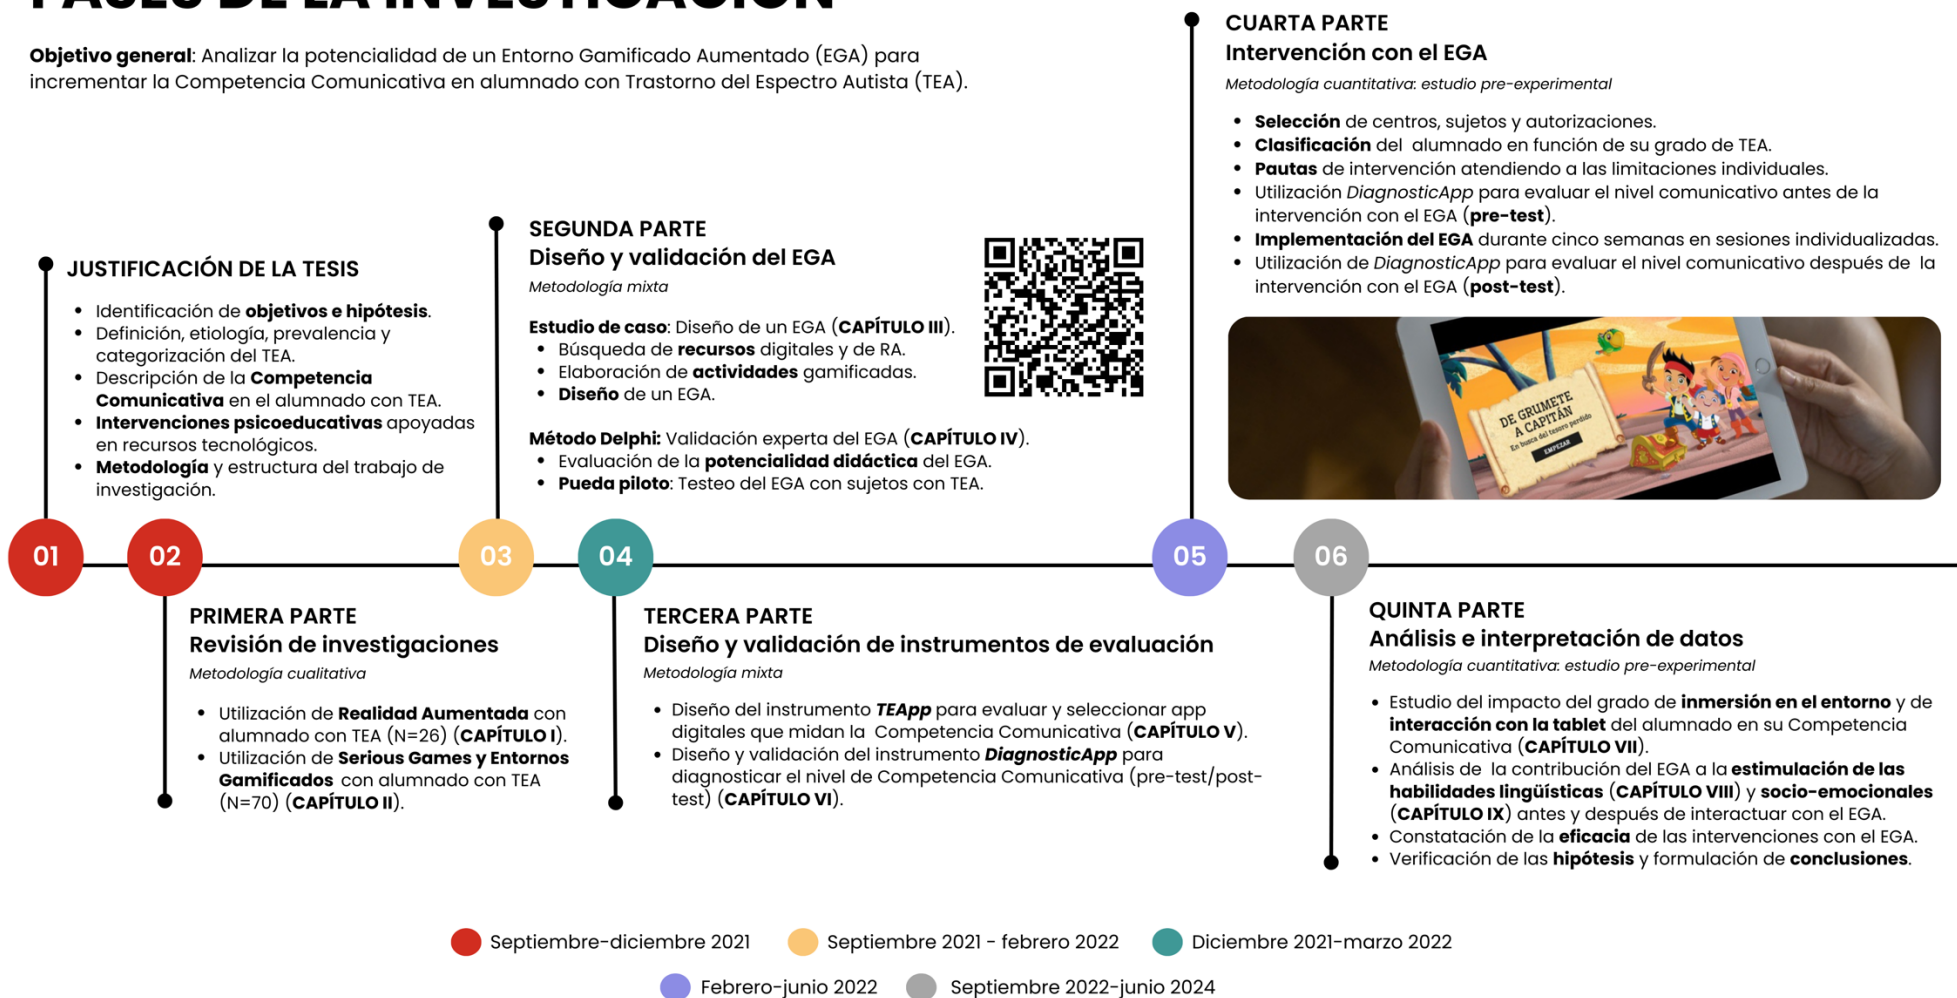 FASES DE LA INVESTIGACIÓN
Objetivo general: Analizar la potencialidad de un Entorno Gamificado Aumentado (EGA) para
incrementar la Competencia Comunicativa en alumnado con Trastorno del Espectro Autista (TEA).
JUSTIFICACIÓN DE LA TESIS
• Identificación de objetivos e hipótesis.
• Definición, etiología, prevalencia y
categorización del TEA.
• Descripción de la Competencia
Comunicativa en el alumnado con TEA.
• Intervenciones psicoeducativas apoyadas
en recursos tecnológicos.
• Metodología y estructura del trabajo de
investigación.
SEGUNDA PARTE
Diseño y validación del EGA
Metodología mixta
Estudio de caso: Diseño de un EGA (CAPÍTULO III).
• Búsqueda de recursos digitales y de RA.
• Elaboración de actividades gamificadas.
• Diseño de un EGA.
Método Delphi: Validación experta del EGA (CAPÍTULO IV).
• Evaluación de la potencialidad didáctica del EGA.
• Pueda piloto: Testeo del EGA con sujetos con TEA.
CUARTA PARTE
Intervención con el EGA
Metodología cuantitativa: estudio pre-experimental
• Selección de centros, sujetos y autorizaciones.
• Clasificación del alumnado en función de su grado de TEA.
• Pautas de intervención atendiendo a las limitaciones individuales.
• Utilización DiagnosticApp para evaluar el nivel comunicativo antes de la
intervención con el EGA (pre-test).
• Implementación del EGA durante cinco semanas en sesiones individualizadas.
• Utilización de DiagnosticApp para evaluar el nivel comunicativo después de la
intervención con el EGA (post-test).
DE GRUMETE
A CAPITÁN
En busca del tesoro perdido
EMPEZAR
01
02
03
04
05
06
PRIMERA PARTE
Revisión de investigaciones
Metodología cualitativa
• Utilización de Realidad Aumentada con
alumnado con TEA (N=26) (CAPÍTULO I).
• Utilización de Serious Games y Entornos
Gamificados con alumnado con TEA
(N=70) (CAPÍTULO II).
TERCERA PARTE
Diseño y validación de instrumentos de evaluación
Metodología mixta
• Diseño del instrumento TEApp para evaluar y seleccionar app
digitales que midan la Competencia Comunicativa (CAPÍTULO V).
• Diseño y validación del instrumento DiagnosticApp para
diagnosticar el nivel de Competencia Comunicativa (pre-test/post-
test) (CAPÍTULO VI).
QUINTA PARTE
Análisis e interpretación de datos
Metodología cuantitativa: estudio pre-experimental
• Estudio del impacto del grado de inmersión en el entorno y de
interacción con la tablet del alumnado en su Competencia
Comunicativa (CAPÍTULO VII).
• Análisis de la contribución del EGA a la estimulación de las
habilidades lingüísticas (CAPÍTULO VIII) y socio-emocionales
(CAPÍTULO IX) antes y después de interactuar con el EGA.
• Constatación de la eficacia de las intervenciones con el EGA.
• Verificación de las hipótesis y formulación de conclusiones.
Septiembre-diciembre 2021
Septiembre 2021 - febrero 2022
Diciembre 2021-marzo 2022
Febrero-junio 2022
Septiembre 2022-junio 2024